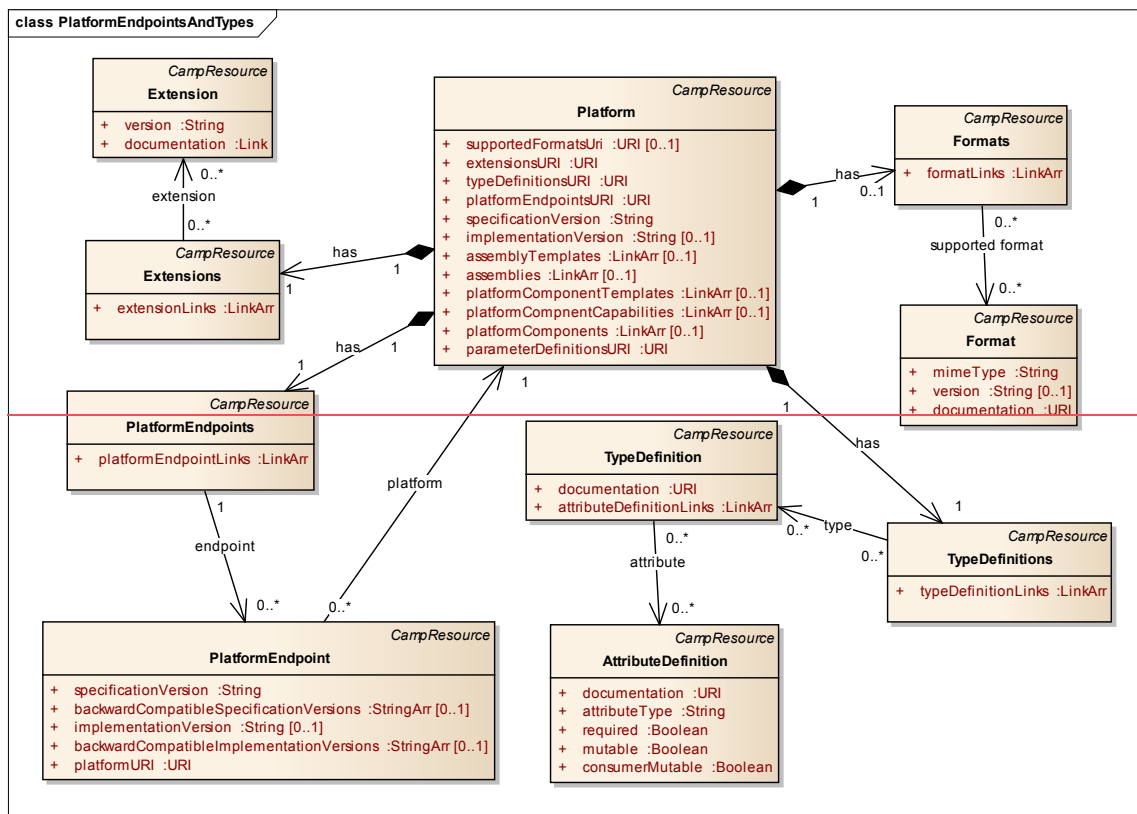 class PlatformEndpointsAndTypes
CampResource
Extension
+ version :String
+ documentation :Link
0..*
extension
0..*
CampResource
Extensions
+ extensionLinks :LinkArr
has
1
1
CampResource
Platform
+ supportedFormatsUri :URI [0..1]
+ extensionsURI :URI
+ typeDefinitionsURI :URI
+ platformEndpointsURI :URI
+ specificationVersion :String
+ implementationVersion :String [0..1]
+ assemblyTemplates :LinkArr [0..1]
+ assemblies :LinkArr [0..1]
+ platformComponentTemplates :LinkArr [0..1]
+ platformCompnentCapabilities :LinkArr [0..1]
+ platformComponents :LinkArr [0..1]
+ parameterDefinitionsURI :URI
has
1
0..1
CampResource
Formats
+ formatLinks :LinkArr
0..*
supported format
0..*
CampResource
Format
+ mimeType :String
+ version :String [0..1]
+ documentation :URI
has
1
1
CampResource
PlatformEndpoints
+ platformEndpointLinks :LinkArr
1
endpoint
0..*
1
platform
0..*
CampResource
PlatformEndpoint
+ specificationVersion :String
+ backwardCompatibleSpecificationVersions :StringArr [0..1]
+ implementationVersion :String [0..1]
+ backwardCompatibleImplementationVersions :StringArr [0..1]
+ platformURI :URI
CampResource
TypeDefinition
+ documentation :URI
+ attributeDefinitionLinks :LinkArr
1
has
1
type
0..*
0..*
CampResource
TypeDefinitions
+ typeDefinitionLinks :LinkArr
0..*
attribute
0..*
CampResource
AttributeDefinition
+ documentation :URI
+ attributeType :String
+ required :Boolean
+ mutable :Boolean
+ consumerMutable :Boolean